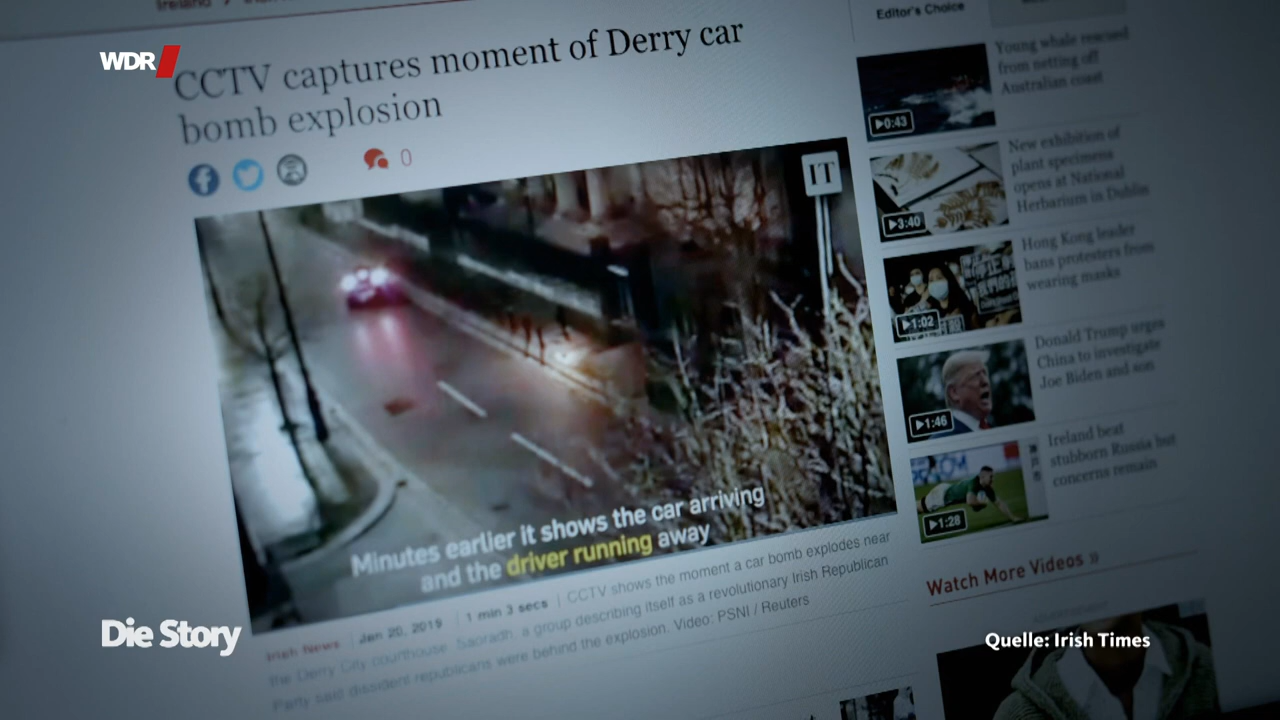 Ireland
WDR
CCTV captures moment of Derry car
bomb explosion
0
IT
Minutes earlier it shows the car arriving
and the driver running away
Irish News | Jan 20, 2019 | 1 min 3 secs | CCTV shows the moment a car bomb explodes near
the Derry City courthouse. Saoradh, a group describing itself as a revolutionary Irish Republican
Party said dissident republicans were behind the explosion. Video: PSNI / Reuters
Editor's Choice
0:43
Young whale rescued
from netting off
Australian coast
3:40
New exhibition of
plant specimens
opens at National
Herbarium in Dublin
1:02
Hong Kong leader
bans protesters from
wearing masks
1:46
Donald Trump urges
China to investigate
Joe Biden and son
1:28
Ireland beat
stubborn Russia but
concerns remain
Watch More Videos »
ADVERTISEMENT
Die Story
Quelle: Irish Times